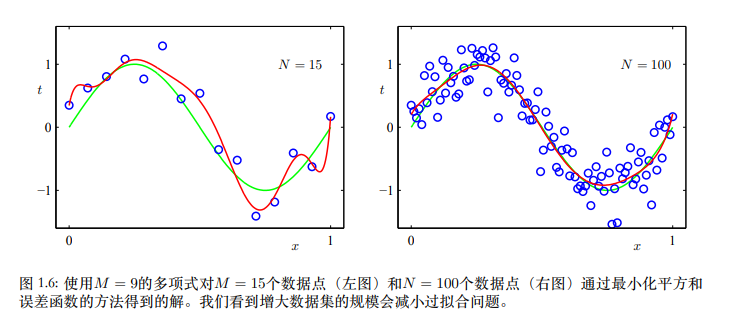 N = 15
1
t
0
−1
0
x
1
N = 100
1
t
0
−1
0
x
1
图 1.6: 使用M = 9的多项式对M = 15个数据点（左图）和N = 100个数据点（右图）通过最小化平方和
误差函数的方法得到的解。我们看到增大数据集的规模会减小过拟合问题。